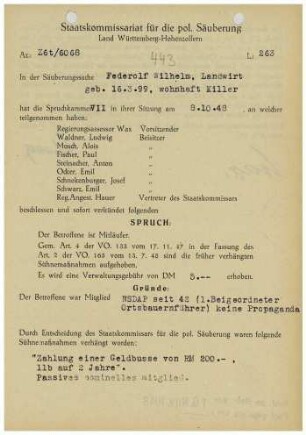 Staatskommissariat für die pol. Säuberung
Land Württemberg-Hohenzollern
443
Az: Z6t/6068 L: 263
In der Säuberungssache Federolf Wilhelm, Landwirt
geb. 16.3.99, wohnhaft Killer
hat die Spruchkammer VII in ihrer Sitzung am 8.10.48 , an welcher
teilgenommen haben:
Regierungsassessor Wax Vorsitzender
Waldner, Ludwig Beisitzer
Mauch, Alois "
Fischer, Paul "
Steinacher, Anton "
Odier, Emil "
Schnekenburger, Josef "
Schwarz, Emil "
Reg.Angest. Hauer Vertreter des Staatskommissars
beschlossen und sofort verkündet folgenden
SPRUCH:
Der Betroffene ist Mitläufer.
Gem. Art. 4 der VO. 133 vom 17. 11. 47 in der Fassung des
Art. 2 der VO. 165 vom 13. 7. 48 sind die früher verhängten
Sühnemaßnahmen aufgehoben.
Es wird eine Verwaltungsgebühr von DM 5.-- erhoben.
Gründe:
Der Betroffene war Mitglied NSDAP seit 42 (1.Beigeordneter
Ortsbauernführer) keine Propaganda
Durch Entscheidung des Staatskommissars für die pol. Säuberung waren folgende
Sühnemaßnahmen verhängt worden:
"Zahlung einer Geldbusse von RM 200.-- ,
llb auf 2 Jahre".
Passives nominelles mitglied.